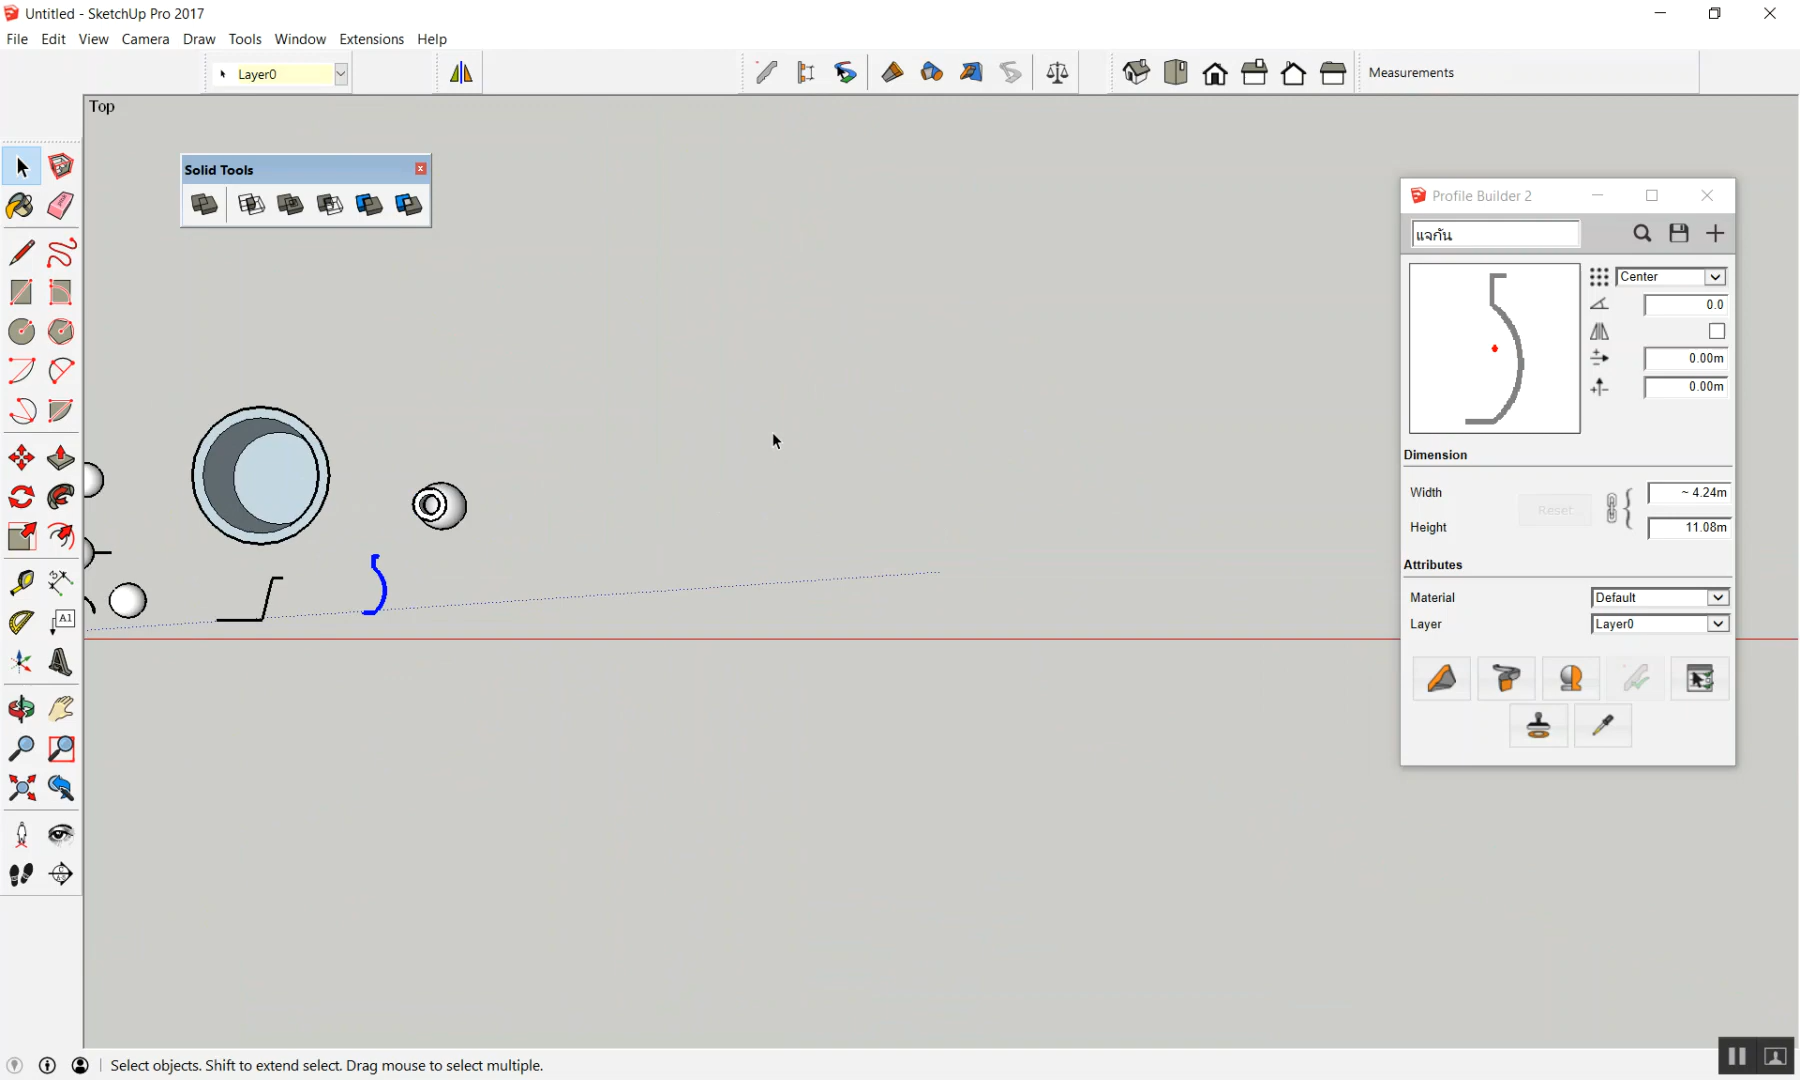 Untitled - SketchUp Pro 2017
File Edit View Camera Draw Tools Window Extensions Help
Layer0
Measurements
Top
Solid Tools
Profile Builder 2
แจกัน
Center
0.0
0.00m
0.00m
Dimension
Width
Reset
~ 4.24m
Height
11.08m
Attributes
Material
Default
Layer
Layer0
A1
Select objects. Shift to extend select. Drag mouse to select multiple.